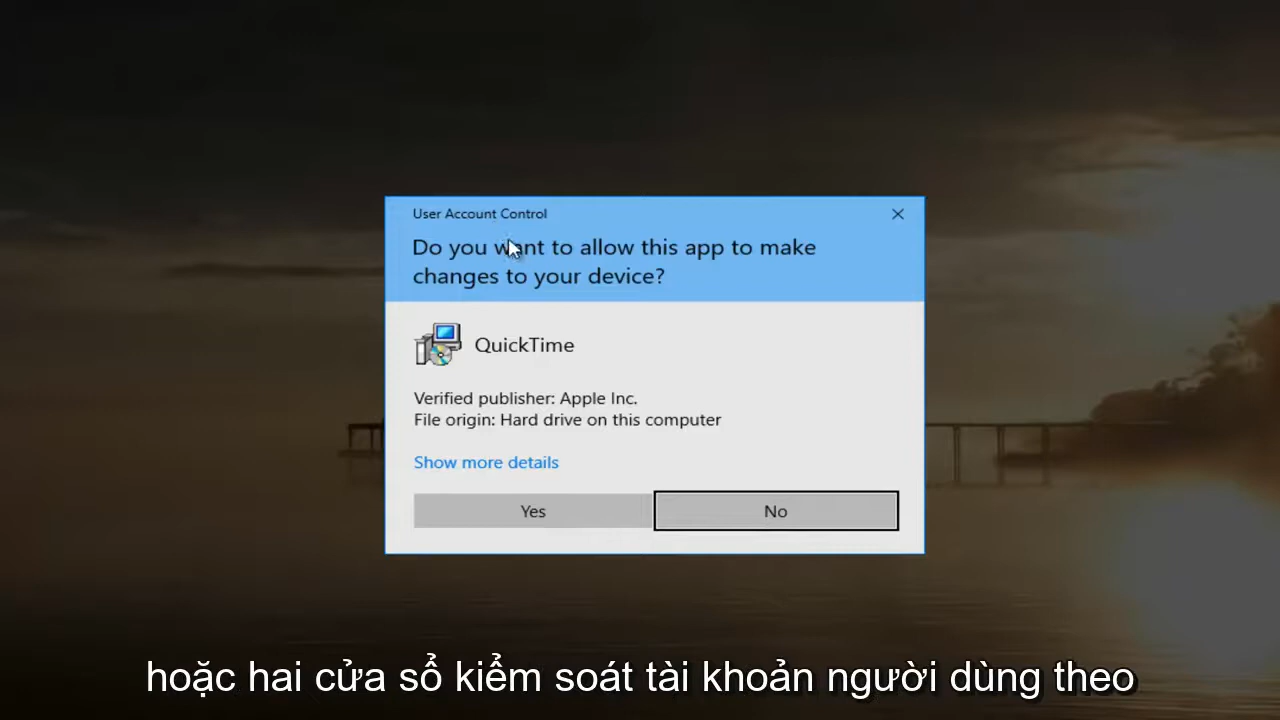 User Account Control
Do you want to allow this app to make
changes to your device?
QuickTime
Verified publisher: Apple Inc.
File origin: Hard drive on this computer
Show more details
Yes
No
hoặc hai cửa sổ kiểm soát tài khoản người dùng theo